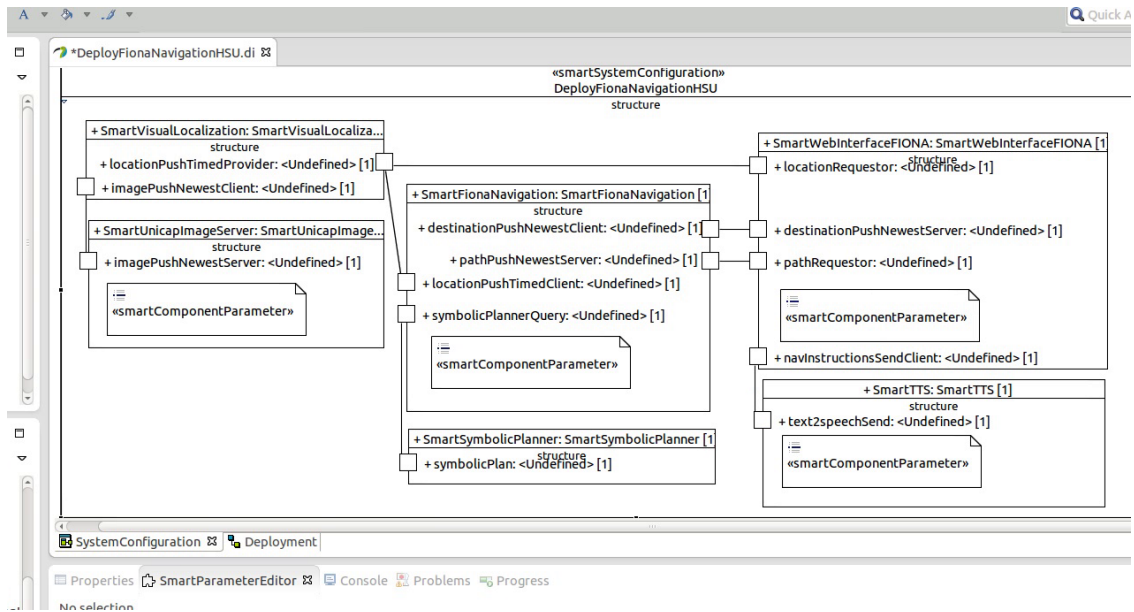 A
Quick A
*DeployFionaNavigationHSU.di
«smartSystemConfiguration»
DeployFionaNavigationHSU
structure
+ SmartVisualLocalization: SmartVisualLocaliza...
structure
+ locationPushTimedProvider: <Undefined> [1]
+ imagePushNewestClient: <Undefined> [1]
+ SmartUnicapImageServer: SmartUnicapImage...
structure
+ imagePushNewestServer: <Undefined> [1]
«smartComponentParameter»
+ SmartFionaNavigation: SmartFionaNavigation [1]
structure
+ destinationPushNewestClient: <Undefined> [1]
+ pathPushNewestServer: <Undefined> [1]
+ locationPushTimedClient: <Undefined> [1]
+ symbolicPlannerQuery: <Undefined> [1]
«smartComponentParameter»
+ SmartSymbolicPlanner: SmartSymbolicPlanner [1]
structure
+ symbolicPlan: <Undefined> [1]
+ SmartWebInterfaceFIONA: SmartWebInterfaceFIONA [1]
structure
+ locationRequestor: <Undefined> [1]
+ destinationPushNewestServer: <Undefined> [1]
+ pathRequestor: <Undefined> [1]
«smartComponentParameter»
+ navInstructionsSendClient: <Undefined> [1]
+ SmartTTS: SmartTTS [1]
structure
+ text2speechSend: <Undefined> [1]
«smartComponentParameter»
SystemConfiguration
Deployment
Properties
SmartParameterEditor
Console
Problems
Progress
No selection